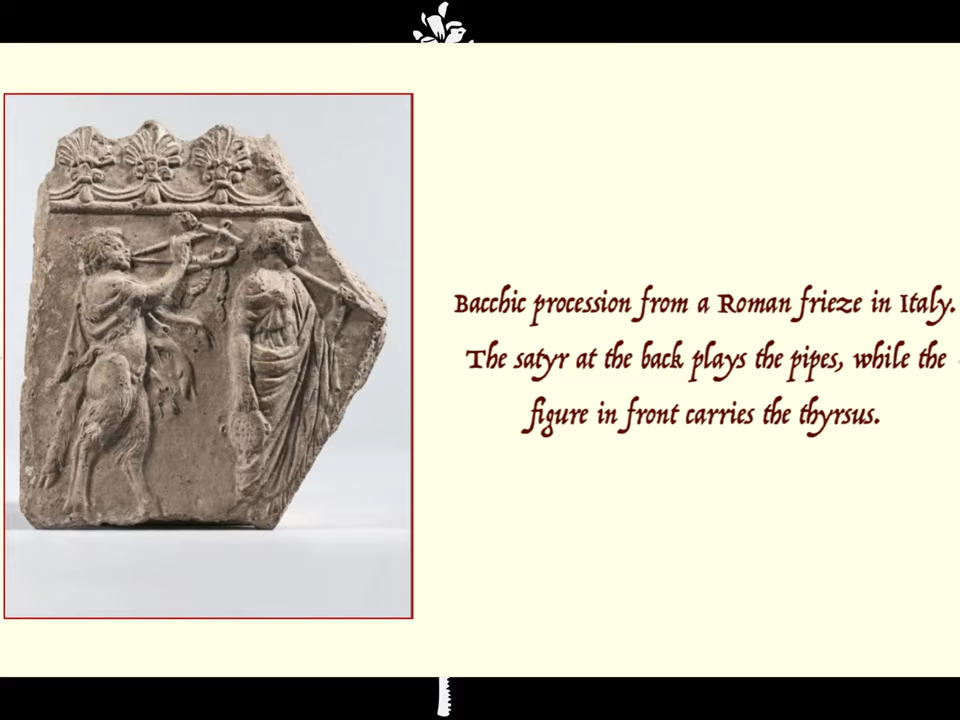 Bacchic procession from a Roman frieze in Italy.
The satyr at the back plays the pipes, while the
figure in front carries the thyrsus.